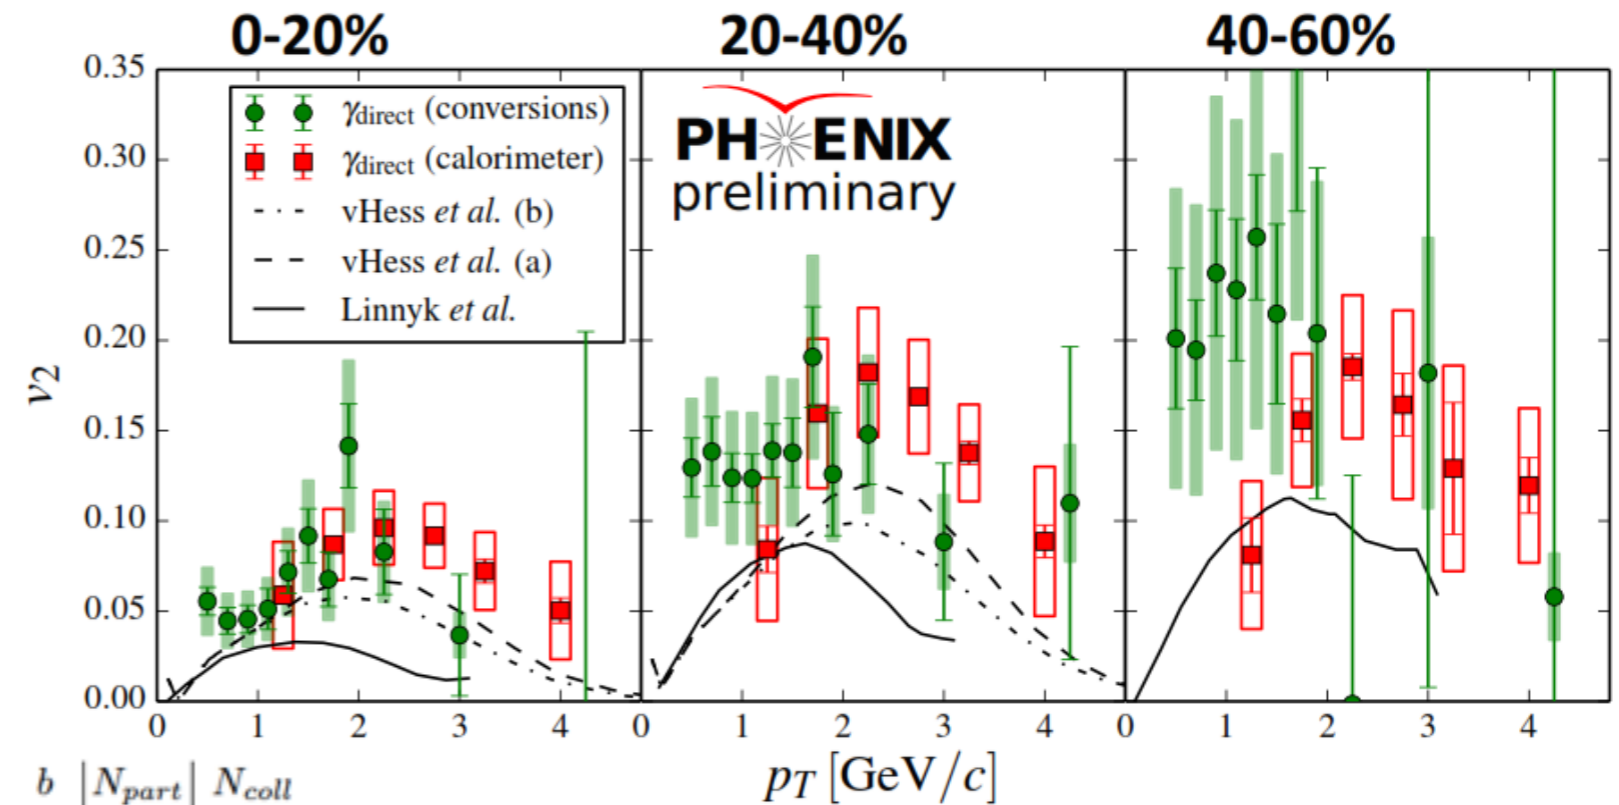 0-20% 20-40% 40-60%
0.35
0.30
0.25
0.20
0.15
0.10
0.05
0.00
v₂
γdirect (conversions)
γdirect (calorimeter)
vHess et al. (b)
vHess et al. (a)
Linnyk et al.
PHENIX
preliminary
0 1 2 3 4 0 1 2 3 4 0 1 2 3 4
pT [GeV/c]
b |Npart| Ncoll